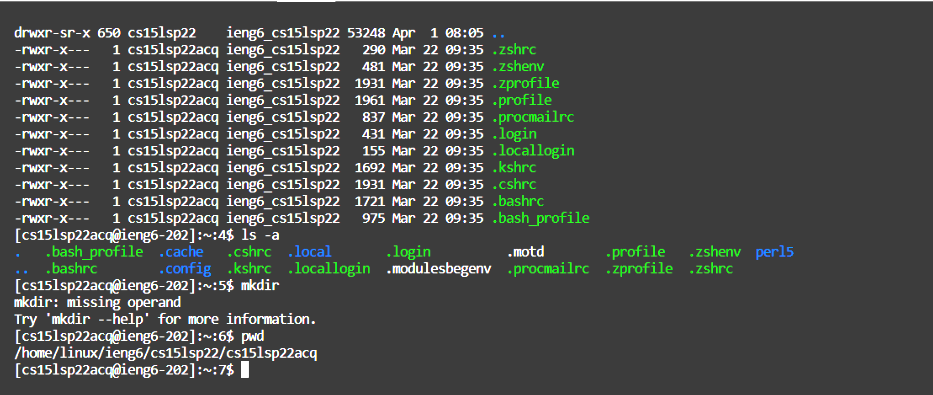 drwxr-sr-x 650 cs15lsp22    ieng6_cs15lsp22 53248 Apr  1 08:05 ..
-rwxr-x---   1 cs15lsp22acq ieng6_cs15lsp22   290 Mar 22 09:35 .zshrc
-rwxr-x---   1 cs15lsp22acq ieng6_cs15lsp22   481 Mar 22 09:35 .zshenv
-rwxr-x---   1 cs15lsp22acq ieng6_cs15lsp22  1931 Mar 22 09:35 .zprofile
-rwxr-x---   1 cs15lsp22acq ieng6_cs15lsp22  1961 Mar 22 09:35 .profile
-rwxr-x---   1 cs15lsp22acq ieng6_cs15lsp22   837 Mar 22 09:35 .procmailrc
-rwxr-x---   1 cs15lsp22acq ieng6_cs15lsp22   431 Mar 22 09:35 .login
-rwxr-x---   1 cs15lsp22acq ieng6_cs15lsp22   155 Mar 22 09:35 .locallogin
-rwxr-x---   1 cs15lsp22acq ieng6_cs15lsp22  1692 Mar 22 09:35 .kshrc
-rwxr-x---   1 cs15lsp22acq ieng6_cs15lsp22  1931 Mar 22 09:35 .cshrc
-rwxr-x---   1 cs15lsp22acq ieng6_cs15lsp22  1721 Mar 22 09:35 .bashrc
-rwxr-x---   1 cs15lsp22acq ieng6_cs15lsp22   975 Mar 22 09:35 .bash_profile
[cs15lsp22acq@ieng6-202]:~:4$ ls -a
.   .bash_profile  .cache   .cshrc  .local       .login           .motd        .profile   .zshenv  perl5
..  .bashrc        .config  .kshrc  .locallogin  .modulesbegenv  .procmailrc  .zprofile  .zshrc
[cs15lsp22acq@ieng6-202]:~:5$ mkdir
mkdir: missing operand
Try 'mkdir --help' for more information.
[cs15lsp22acq@ieng6-202]:~:6$ pwd
/home/linux/ieng6/cs15lsp22/cs15lsp22acq
[cs15lsp22acq@ieng6-202]:~:7$